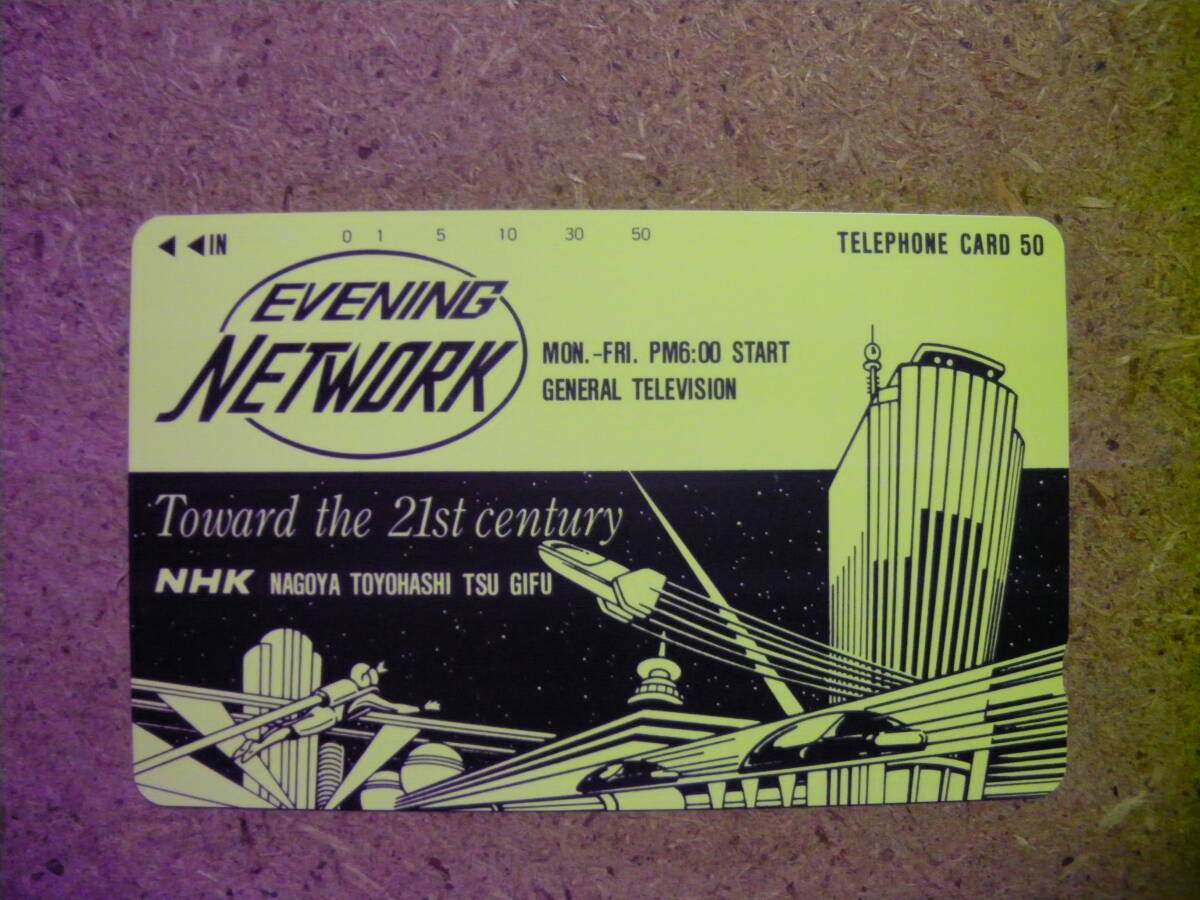 ◀ ◀IN 0 1 5 10 30 50 TELEPHONE CARD 50
EVENING
NETWORK
MON.-FRI. PM6:00 START
GENERAL TELEVISION
Toward the 21st century
NHK NAGOYA TOYOHASHI TSU GIFU